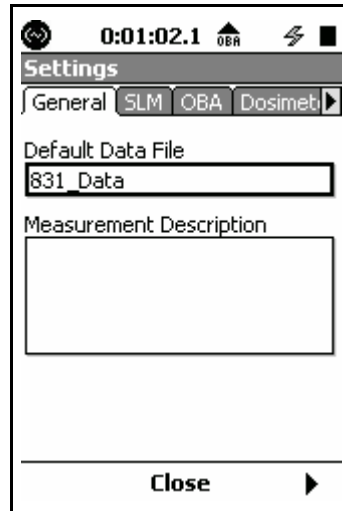 0:01:02.1 OBA
Settings
General SLM OBA Dosimet
Default Data File
831_Data
Measurement Description
Close